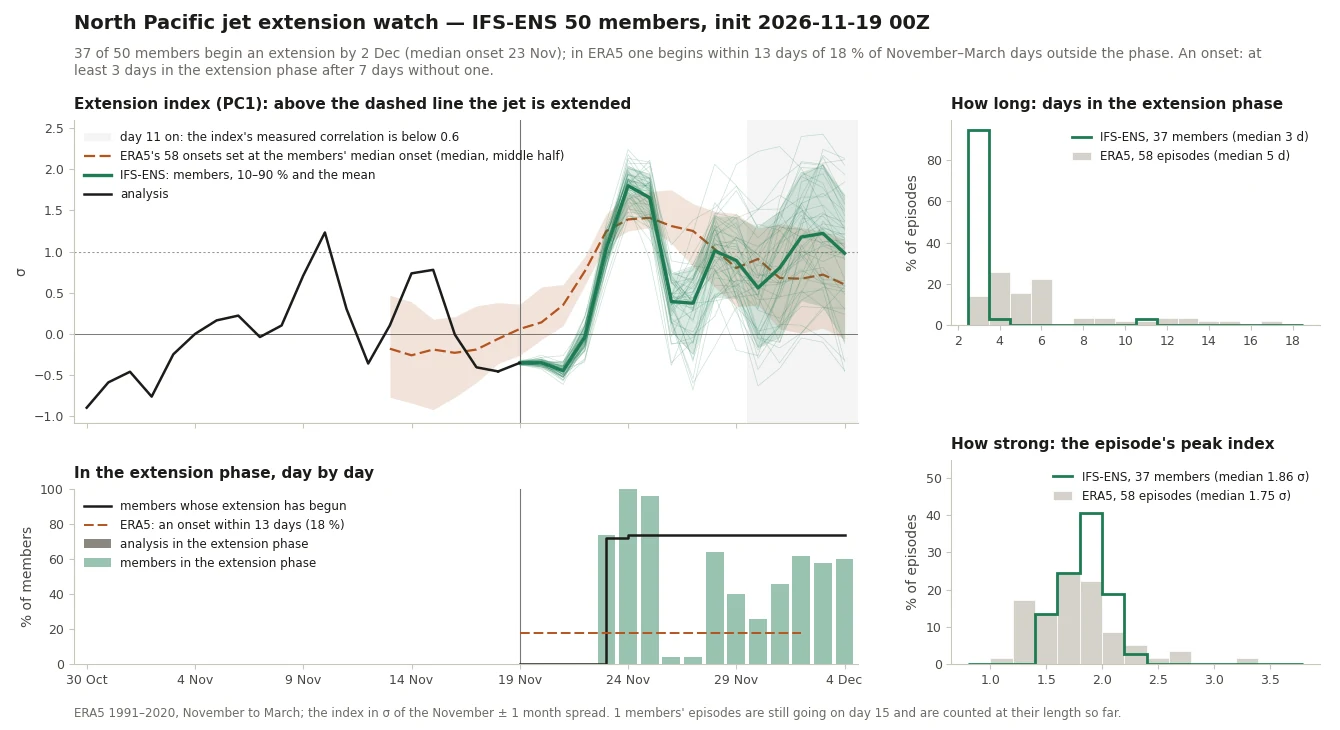 North Pacific jet extension watch — IFS-ENS 50 members, init 2026-11-19 00Z
37 of 50 members begin an extension by 2 Dec (median onset 23 Nov); in ERA5 one begins within 13 days of 18 % of November–March days outside the phase. An onset: at
least 3 days in the extension phase after 7 days without one.
Extension index (PC1): above the dashed line the jet is extended
day 11 on: the index's measured correlation is below 0.6
ERA5's 58 onsets set at the members' median onset (median, middle half)
IFS-ENS: members, 10–90 % and the mean
analysis
σ
2.5
2.0
1.5
1.0
0.5
0.0
−0.5
−1.0
How long: days in the extension phase
IFS-ENS, 37 members (median 3 d)
ERA5, 58 episodes (median 5 d)
% of episodes
80
60
40
20
0
2 4 6 8 10 12 14 16 18
In the extension phase, day by day
members whose extension has begun
ERA5: an onset within 13 days (18 %)
analysis in the extension phase
members in the extension phase
% of members
100
80
60
40
20
0
30 Oct 4 Nov 9 Nov 14 Nov 19 Nov 24 Nov 29 Nov 4 Dec
How strong: the episode's peak index
IFS-ENS, 37 members (median 1.86 σ)
ERA5, 58 episodes (median 1.75 σ)
% of episodes
50
40
30
20
10
0
1.0 1.5 2.0 2.5 3.0 3.5
ERA5 1991–2020, November to March; the index in σ of the November ± 1 month spread. 1 members' episodes are still going on day 15 and are counted at their length so far.